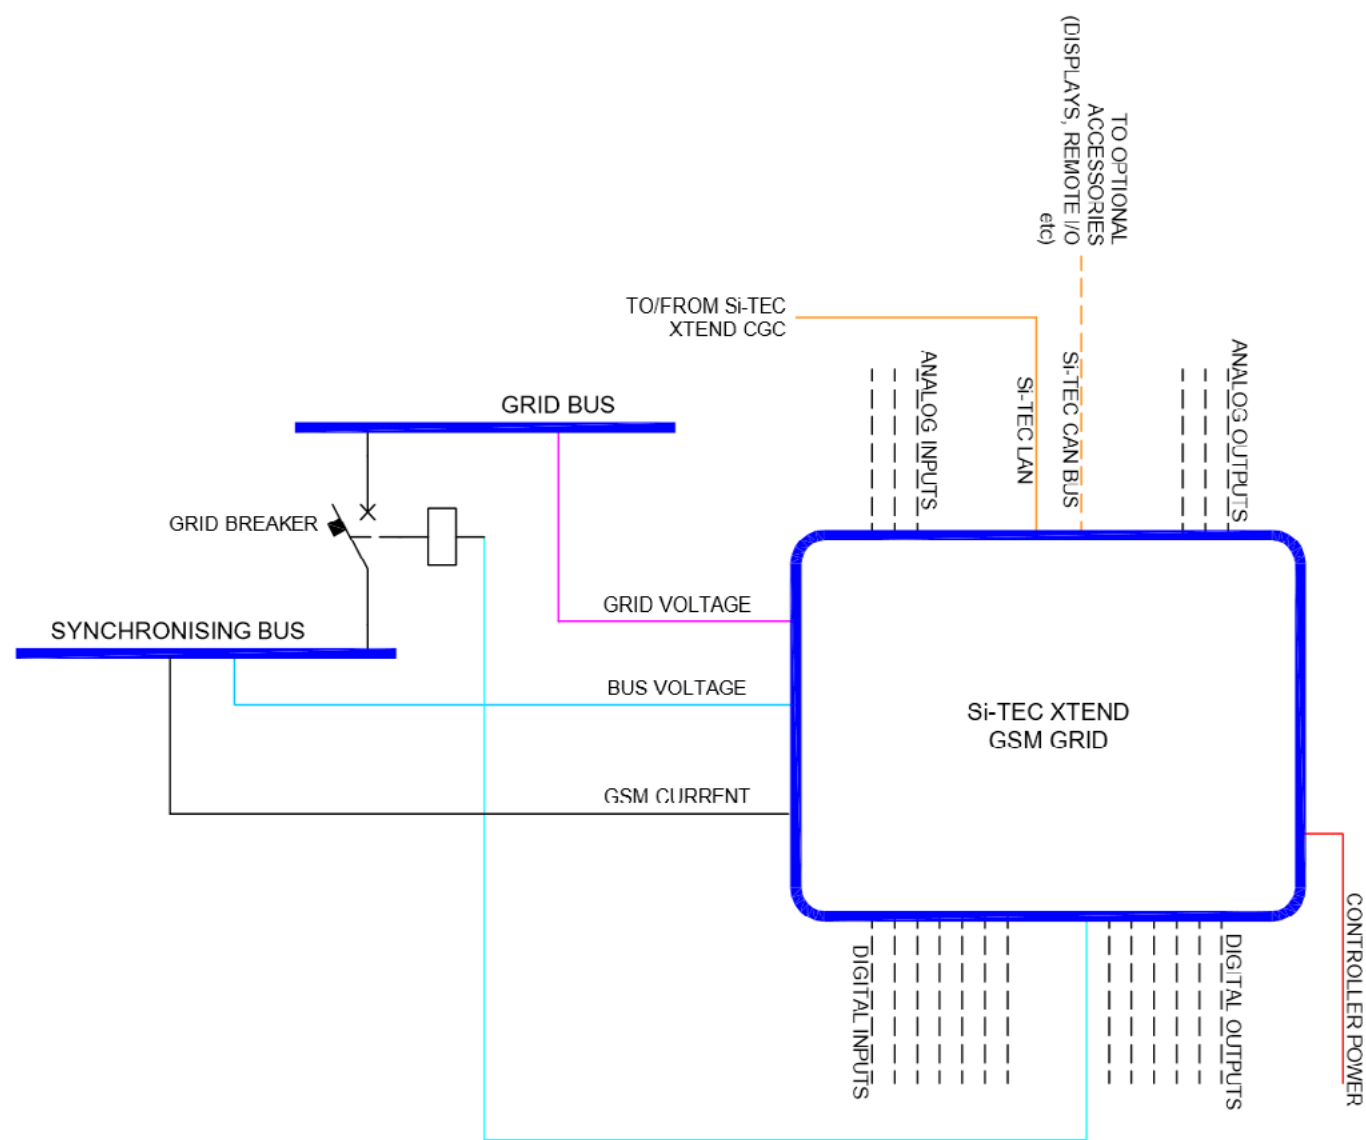 TO OPTIONAL
ACCESSORIES
(DISPLAYS, REMOTE I/O
etc)
TO/FROM Si-TEC
XTEND CGC
ANALOG INPUTS
Si-TEC LAN
Si-TEC CAN BUS
ANALOG OUTPUTS
GRID BUS
GRID BREAKER
GRID VOLTAGE
SYNCHRONISING BUS
BUS VOLTAGE
Si-TEC XTEND
GSM GRID
GSM CURRENT
CONTROLLER POWER
DIGITAL INPUTS
DIGITAL OUTPUTS